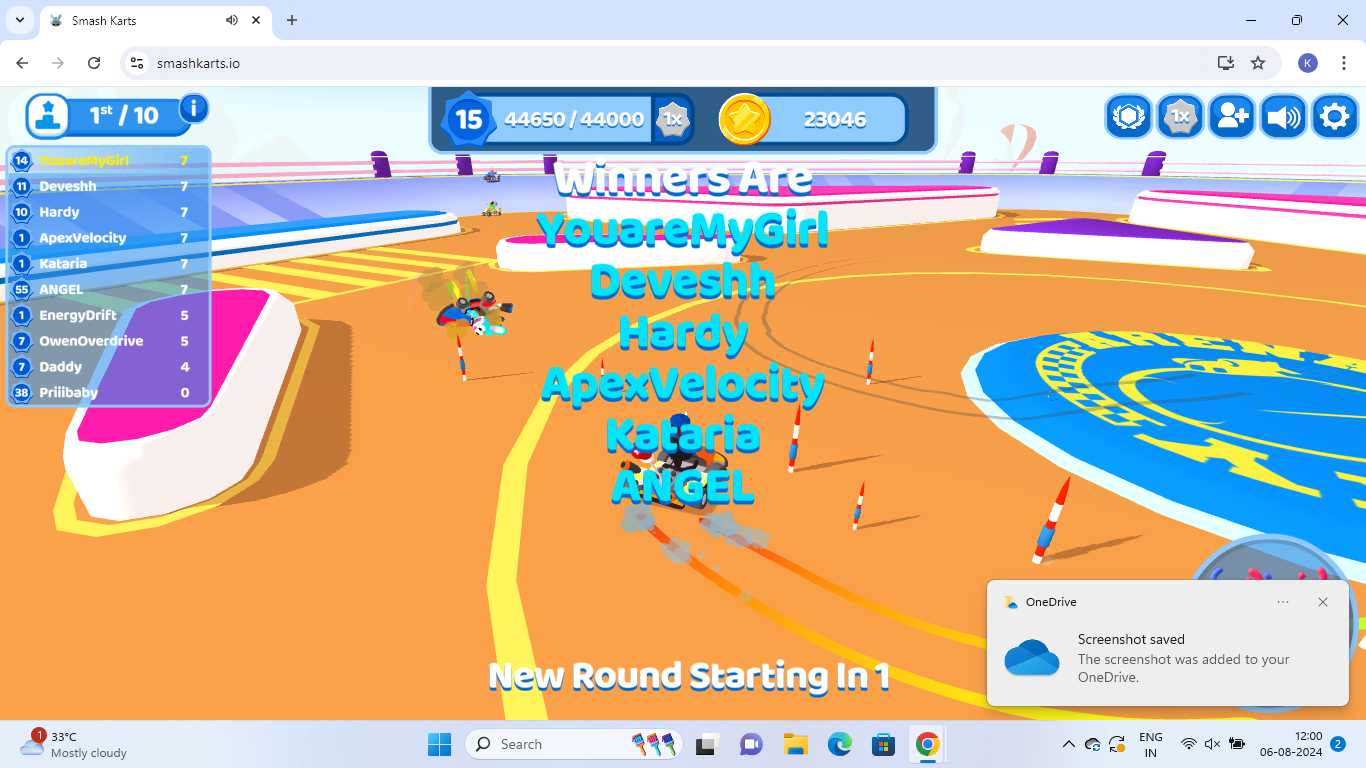 Smash Karts
smashkarts.io
K
1st / 10
i
15
44650 / 44000
1x
23046
1x
14 YouareMyGirl 7
11 Deveshh 7
10 Hardy 7
1 ApexVelocity 7
1 Kataria 7
55 ANGEL 7
1 EnergyDrift 5
7 OwenOverdrive 5
7 Daddy 4
38 Priiibaby 0
Winners Are
YouareMyGirl
Deveshh
Hardy
ApexVelocity
Kataria
ANGEL
New Round Starting In 1
OneDrive
Screenshot saved
The screenshot was added to your
OneDrive.
1
33°C
Mostly cloudy
Search
ENG
IN
12:00
06-08-2024
2